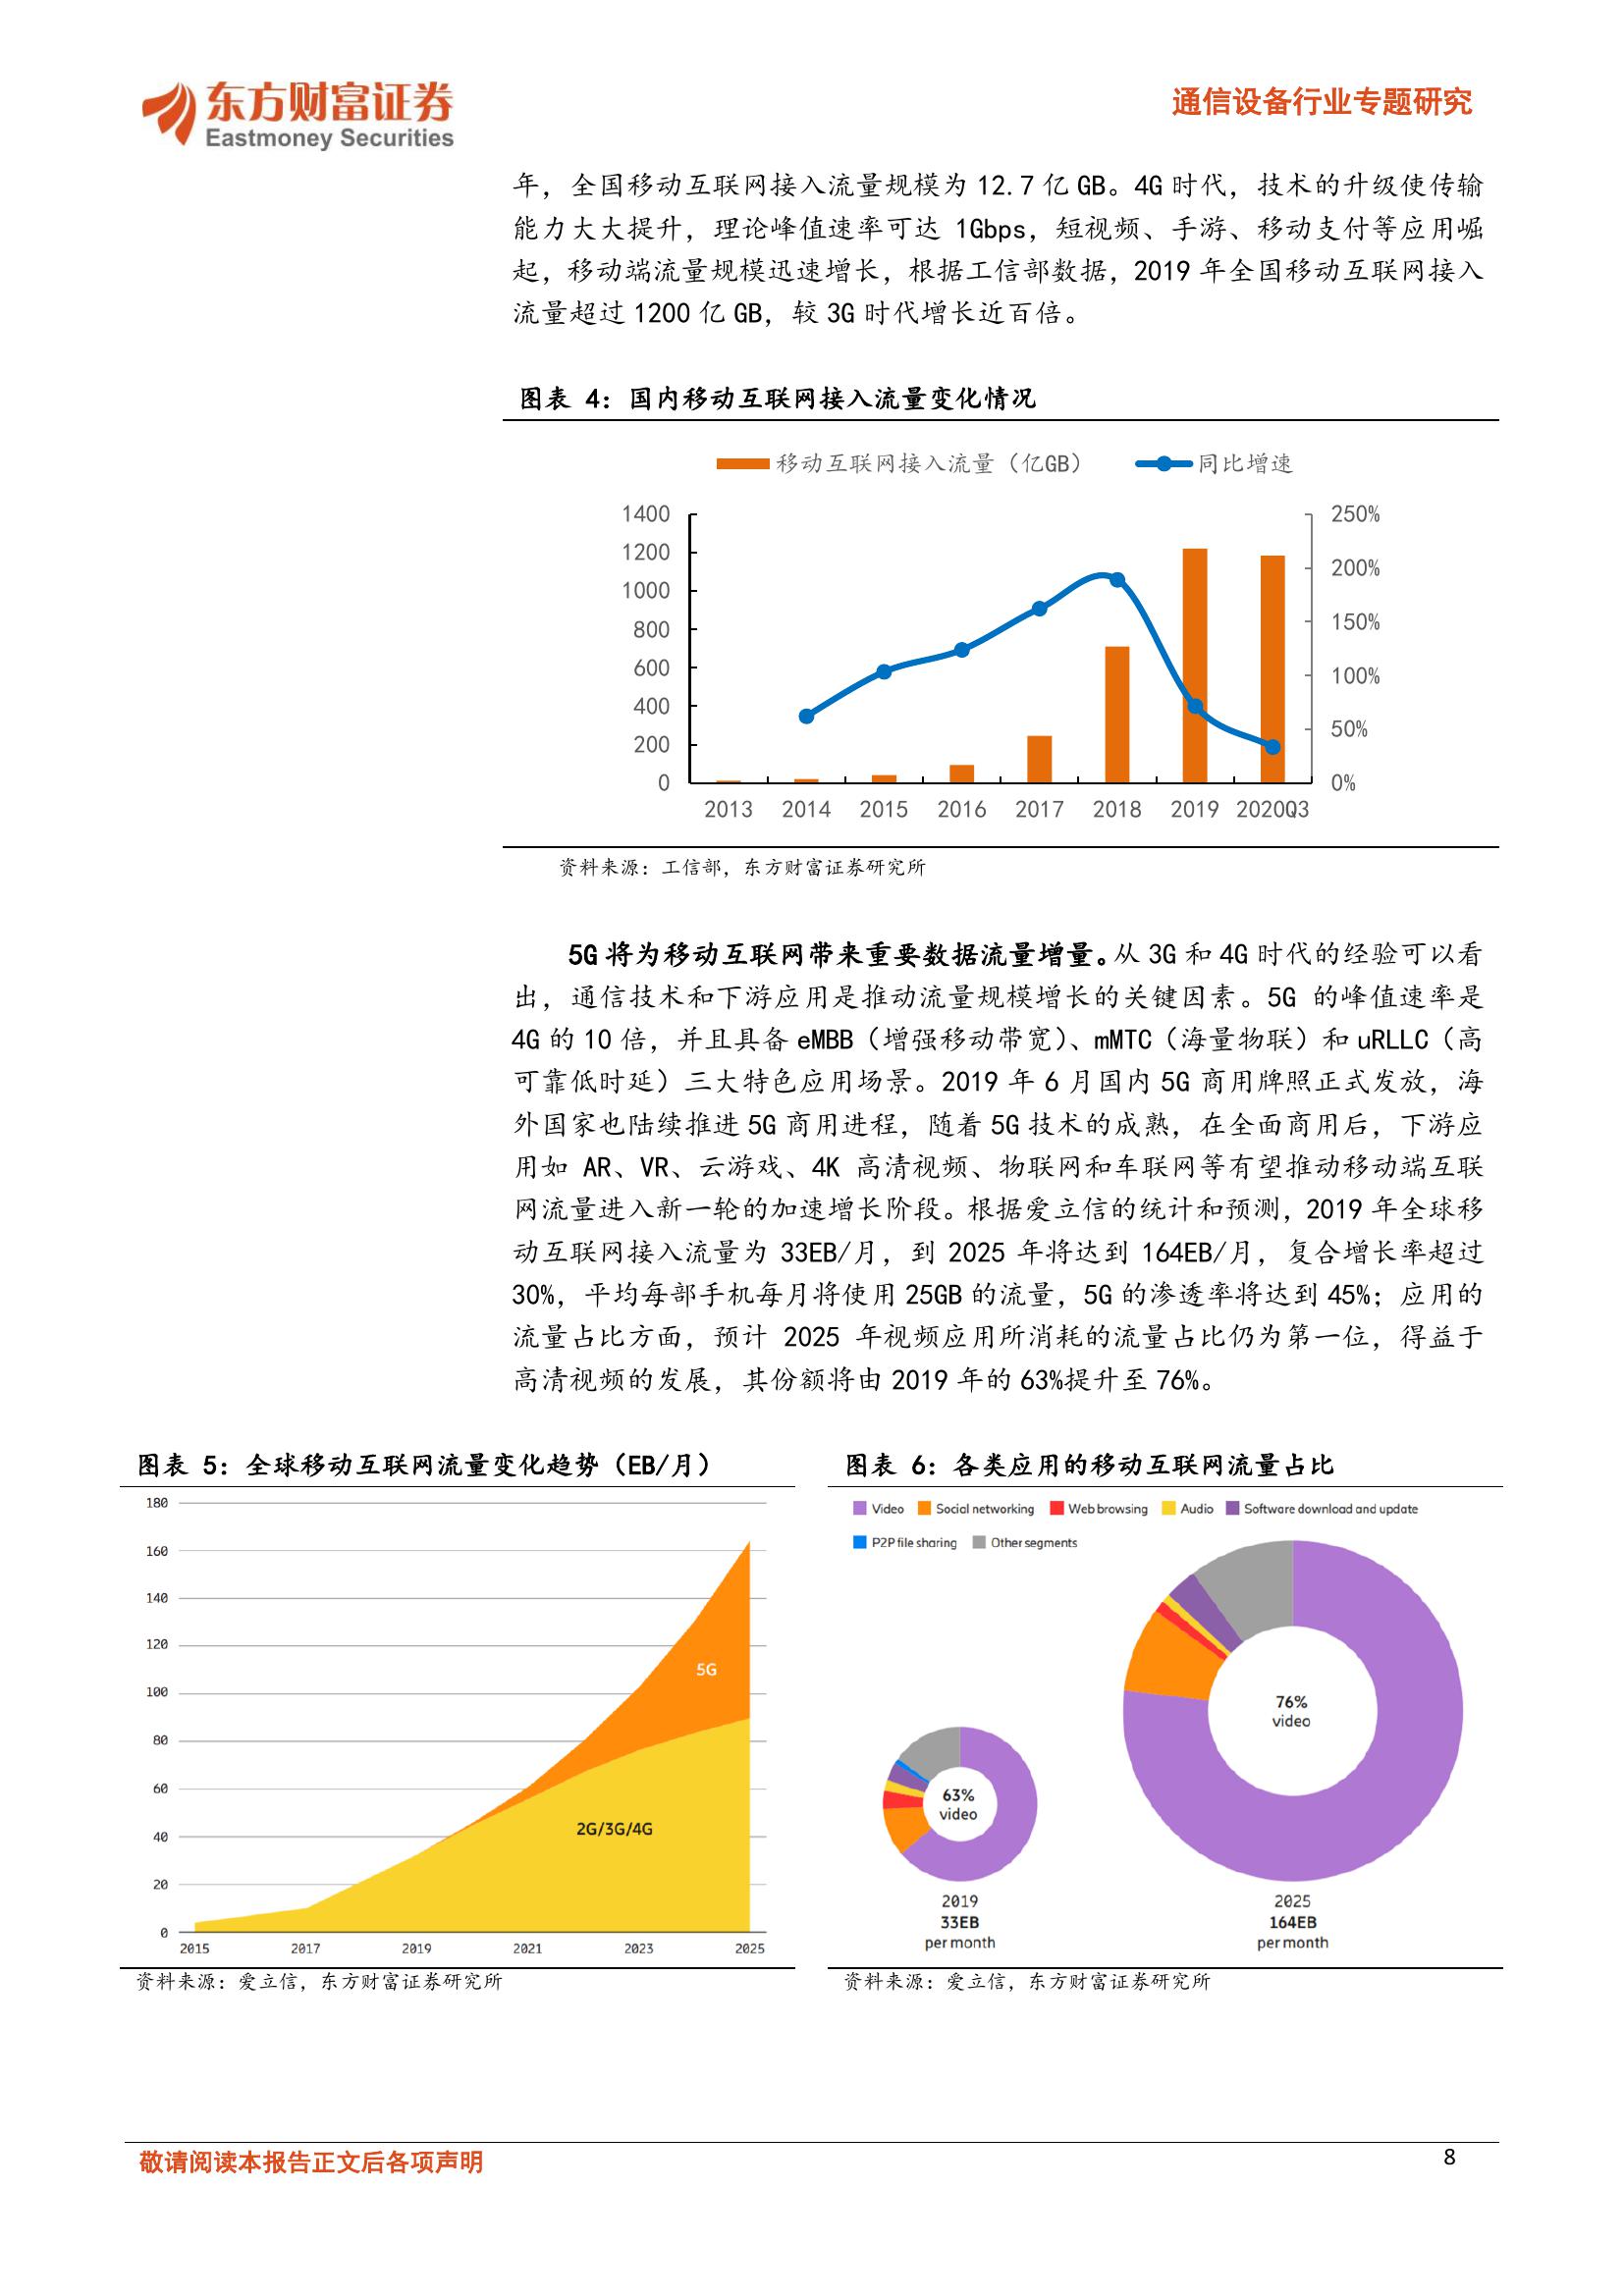 东方财富证券
Eastmoney Securities
通信设备行业专题研究
年，全国移动互联网接入流量规模为 12.7 亿 GB。4G 时代，技术的升级使传输
能力大大提升，理论峰值速率可达 1Gbps，短视频、手游、移动支付等应用崛
起，移动端流量规模迅速增长，根据工信部数据，2019 年全国移动互联网接入
流量超过 1200 亿 GB，较 3G 时代增长近百倍。
图表 4：国内移动互联网接入流量变化情况
移动互联网接入流量（亿GB） 同比增速
1400 250%
1200 200%
1000
800 150%
600 100%
400
200 50%
0 0%
2013 2014 2015 2016 2017 2018 2019 2020Q3
资料来源：工信部，东方财富证券研究所
5G 将为移动互联网带来重要数据流量增量。从 3G 和 4G 时代的经验可以看
出，通信技术和下游应用是推动流量规模增长的关键因素。5G 的峰值速率是
4G 的 10 倍，并且具备 eMBB（增强移动带宽）、mMTC（海量物联）和 uRLLC（高
可靠低时延）三大特色应用场景。2019 年 6 月国内 5G 商用牌照正式发放，海
外国家也陆续推进 5G 商用进程，随着 5G 技术的成熟，在全面商用后，下游应
用如 AR、VR、云游戏、4K 高清视频、物联网和车联网等有望推动移动端互联
网流量进入新一轮的加速增长阶段。根据爱立信的统计和预测，2019 年全球移
动互联网接入流量为 33EB/月，到 2025 年将达到 164EB/月，复合增长率超过
30%，平均每部手机每月将使用 25GB 的流量，5G 的渗透率将达到 45%；应用的
流量占比方面，预计 2025 年视频应用所消耗的流量占比仍为第一位，得益于
高清视频的发展，其份额将由 2019 年的 63%提升至 76%。
图表 5：全球移动互联网流量变化趋势（EB/月）
180
160
140
120
100
80
60
40
20
0
5G
2G/3G/4G
2015 2017 2019 2021 2023 2025
资料来源：爱立信，东方财富证券研究所
图表 6：各类应用的移动互联网流量占比
Video Social networking Web browsing Audio Software download and update
P2P file sharing Other segments
63%
video
2019
33EB
per month
76%
video
2025
164EB
per month
资料来源：爱立信，东方财富证券研究所
敬请阅读本报告正文后各项声明
8